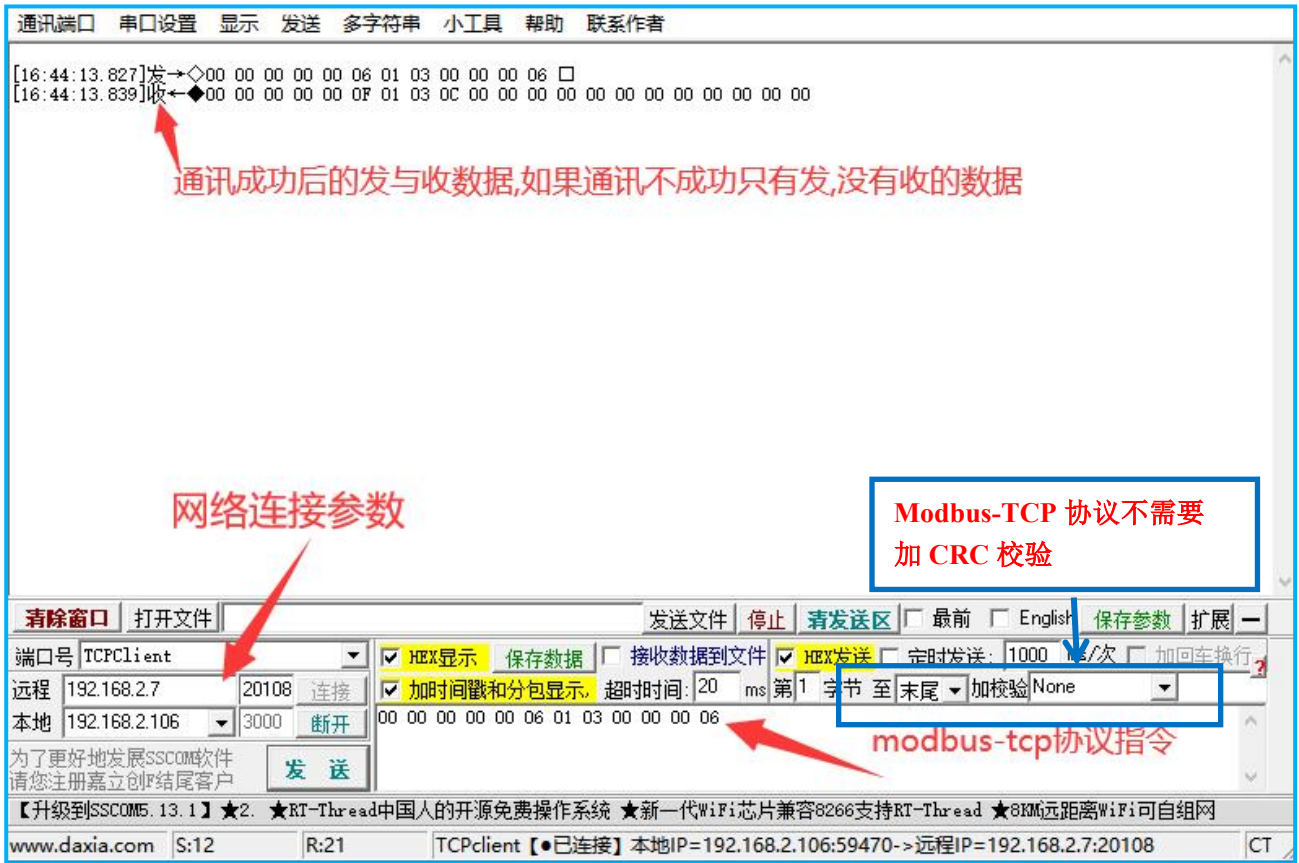 通讯端口 串口设置 显示 发送 多字符串 小工具 帮助 联系作者
[16:44:13.827]发→◇00 00 00 00 00 06 01 03 00 00 00 06 □
[16:44:13.839]收←◆00 00 00 00 00 0F 01 03 0C 00 00 00 00 00 00 00 00 00 00 00 00
通讯成功后的发与收数据,如果通讯不成功只有发,没有收的数据
网络连接参数
Modbus-TCP 协议不需要
加 CRC 校验
清除窗口 打开文件 发送文件 停止 清发送区 最前 English 保存参数 扩展 —
端口号 TCPClient HEX显示 保存数据 接收数据到文件 HEX发送 定时发送: 1000 /次 加回车换行 ?
远程 192.168.2.7 20108 连接 加时间戳和分包显示, 超时时间: 20 ms 第1 字节 至 末尾 加校验 None
本地 192.168.2.106 3000 断开 00 00 00 00 00 06 01 03 00 00 00 06
modbus-tcp协议指令
为了更好地发展SSCOM软件
请您注册嘉立创F结尾客户
发 送
【升级到SSCOM5.13.1】★2. ★RT-Thread中国人的开源免费操作系统 ★新一代WiFi芯片兼容8266支持RT-Thread ★8KM远距离WiFi可自组网
www.daxia.com S:12 R:21 TCPclient【●已连接】本地IP=192.168.2.106:59470->远程IP=192.168.2.7:20108 CT